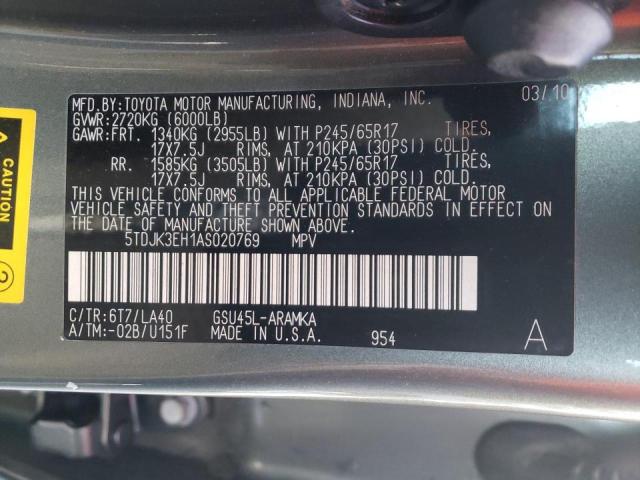 MFD.BY:TOYOTA MOTOR MANUFACTURING, INDIANA, INC. 03/10
GVWR:2720KG (6000LB)
GAWR:FRT. 1340KG (2955LB) WITH P245/65R17 TIRES,
17X7.5J RIMS, AT 210KPA (30PSI) COLD.
RR. 1585KG (3505LB) WITH P245/65R17 TIRES,
17X7.5J RIMS, AT 210KPA (30PSI) COLD.
THIS VEHICLE CONFORMS TO ALL APPLICABLE FEDERAL MOTOR
VEHICLE SAFETY AND THEFT PREVENTION STANDARDS IN EFFECT ON
THE DATE OF MANUFACTURE SHOWN ABOVE.
5TDJK3EH1AS020769 MPV
C/TR:6T7/LA40 GSU45L-ARAMKA
A/TM:-02B/U151F MADE IN U.S.A. 954 A
CAUTION
2